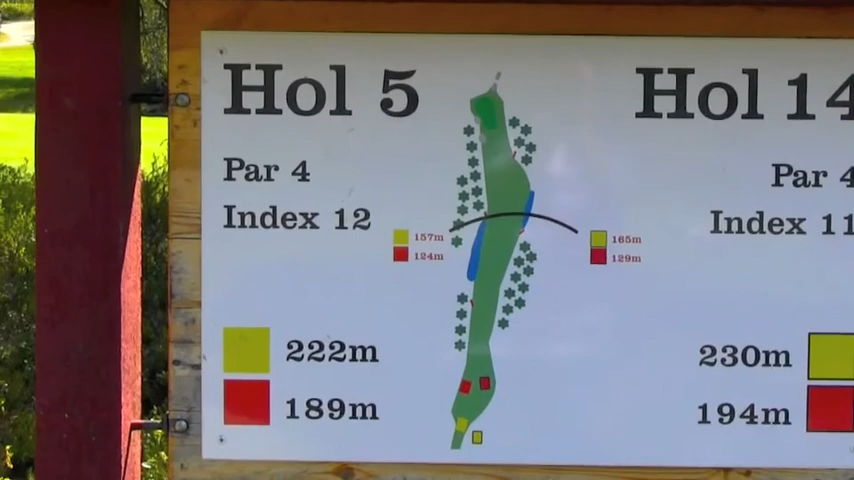 Hol 5
Par 4
Index 12
157m
124m
222m
189m
Hol 14
Par 4
Index 11
165m
129m
230m
194m